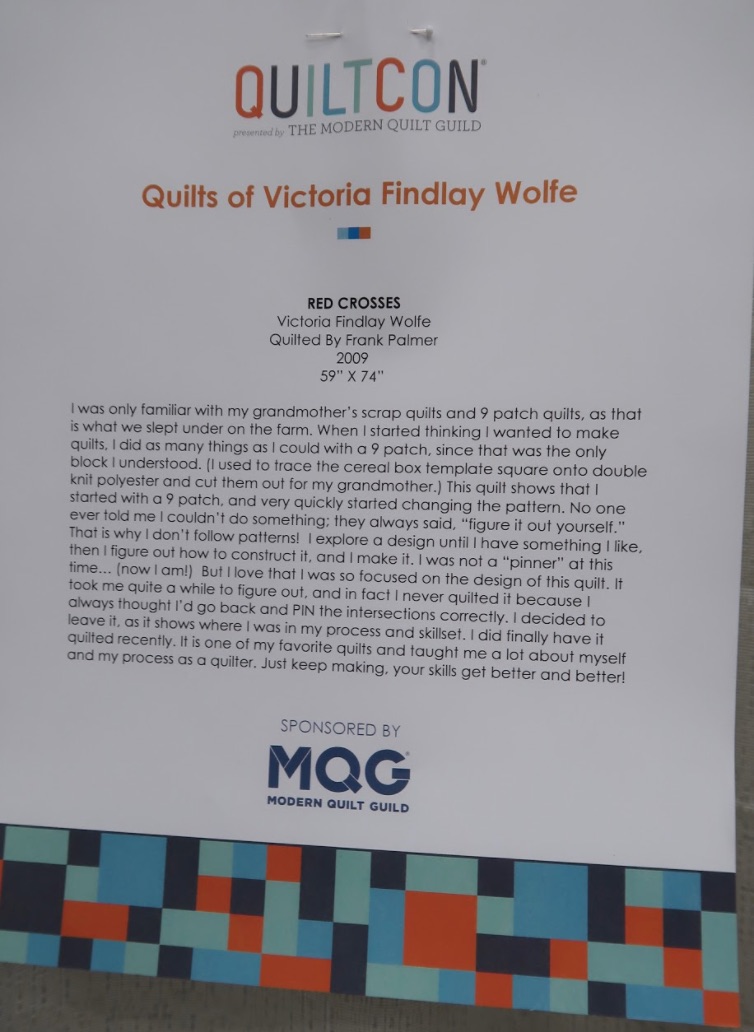 QUILTCON®
presented by THE MODERN QUILT GUILD
Quilts of Victoria Findlay Wolfe
RED CROSSES
Victoria Findlay Wolfe
Quilted By Frank Palmer
2009
59” X 74”
I was only familiar with my grandmother’s scrap quilts and 9 patch quilts, as that
is what we slept under on the farm. When I started thinking I wanted to make
quilts, I did as many things as I could with a 9 patch, since that was the only
block I understood. (I used to trace the cereal box template square onto double
knit polyester and cut them out for my grandmother.) This quilt shows that I
started with a 9 patch, and very quickly started changing the pattern. No one
ever told me I couldn’t do something; they always said, “figure it out yourself.”
That is why I don’t follow patterns! I explore a design until I have something I like,
then I figure out how to construct it, and I make it. I was not a “pinner” at this
time... (now I am!) But I love that I was so focused on the design of this quilt. It
took me quite a while to figure out, and in fact I never quilted it because I
always thought I’d go back and PIN the intersections correctly. I decided to
leave it, as it shows where I was in my process and skillset. I did finally have it
quilted recently. It is one of my favorite quilts and taught me a lot about myself
and my process as a quilter. Just keep making, your skills get better and better!
SPONSORED BY
MQG®
MODERN QUILT GUILD